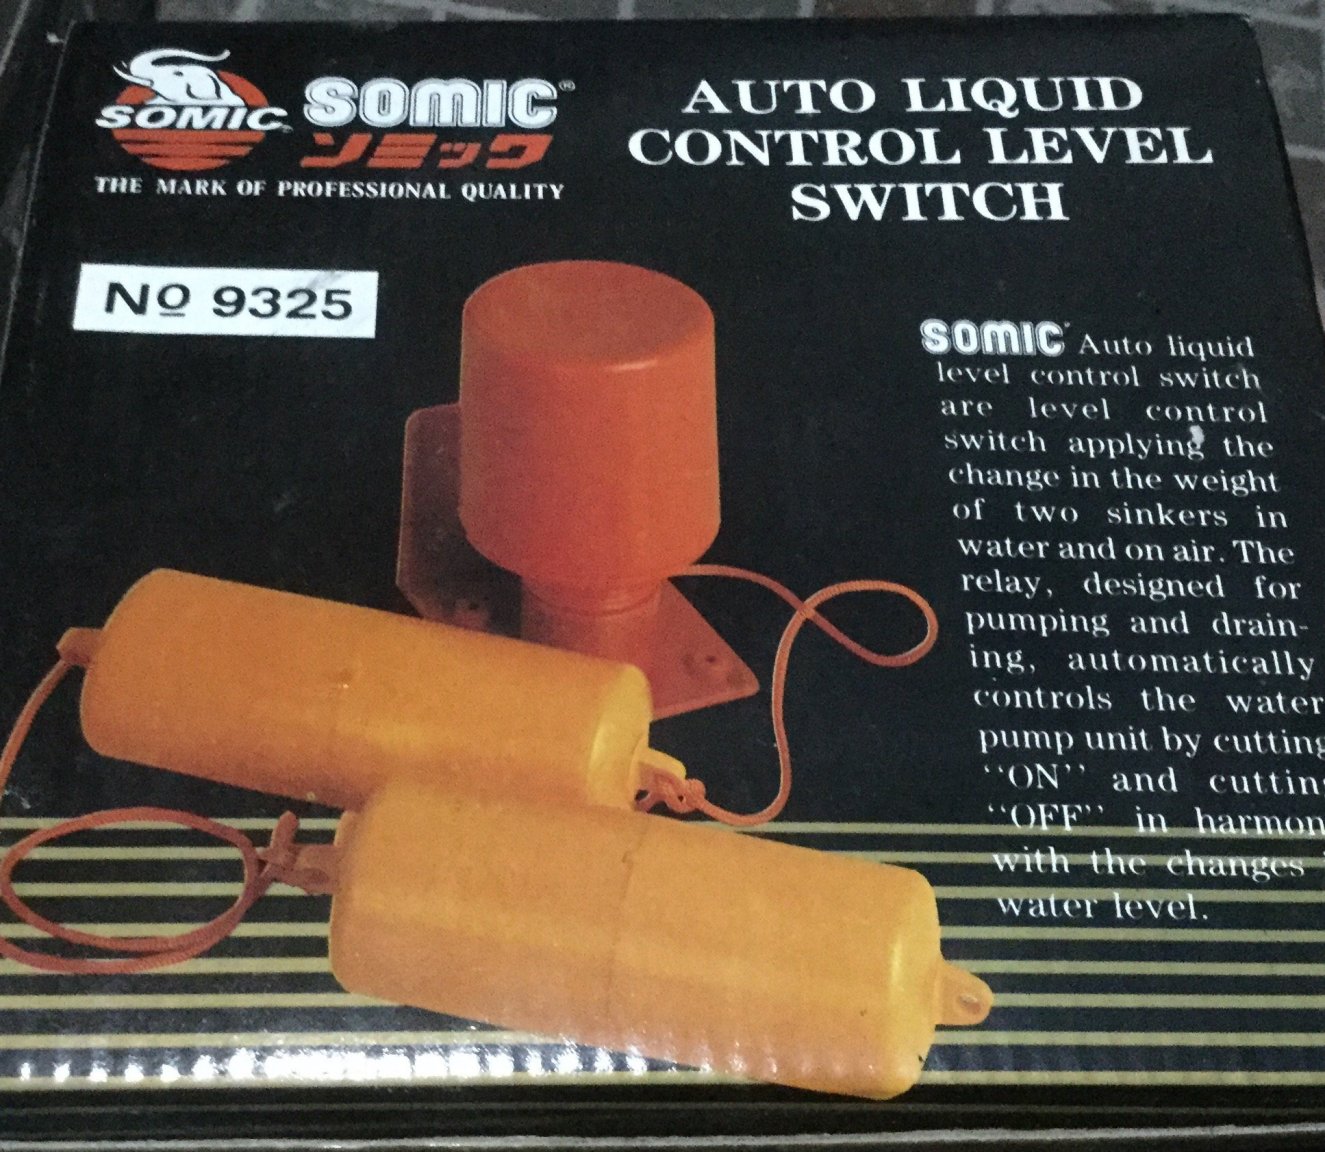 SOMIC
SOMIC®
ソミック
THE MARK OF PROFESSIONAL QUALITY
AUTO LIQUID
CONTROL LEVEL
SWITCH
Nº 9325
SOMIC Auto liquid
level control switch
are level control
switch applying the
change in the weight
of two sinkers in
water and on air. The
relay, designed for
pumping and drain-
ing, automatically
controls the water
pump unit by cutting
“ON” and
“OFF” in
with the changes
water level.